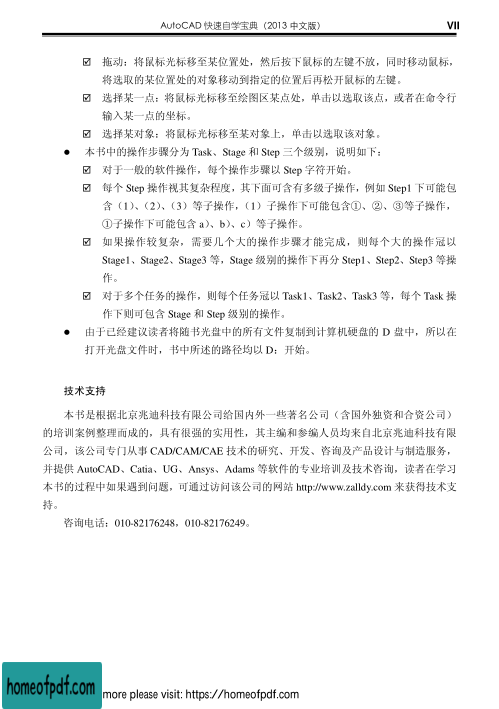 AutoCAD 快速自学宝典（2013 中文版）
VII
☑ 拖动：将鼠标光标移至某位置处，然后按下鼠标的左键不放，同时移动鼠标，
将选取的某位置处的对象移动到指定的位置后再松开鼠标的左键。
☑ 选择某一点：将鼠标光标移至绘图区某点处，单击以选取该点，或者在命令行
输入某一点的坐标。
☑ 选择某对象：将鼠标光标移至某对象上，单击以选取该对象。
● 本书中的操作步骤分为 Task、Stage 和 Step 三个级别，说明如下：
☑ 对于一般的软件操作，每个操作步骤以 Step 字符开始。
☑ 每个 Step 操作视其复杂程度，其下面可含有多级子操作，例如 Step1 下可能包
含（1）、（2）、（3）等子操作，（1）子操作下可能包含①、②、③等子操作，
①子操作下可能包含 a）、b）、c）等子操作。
☑ 如果操作较复杂，需要几个大的操作步骤才能完成，则每个大的操作冠以
Stage1、Stage2、Stage3 等，Stage 级别的操作下再分 Step1、Step2、Step3 等操
作。
☑ 对于多个任务的操作，则每个任务冠以 Task1、Task2、Task3 等，每个 Task 操
作下则可包含 Stage 和 Step 级别的操作。
● 由于已经建议读者将随书光盘中的所有文件复制到计算机硬盘的 D 盘中，所以在
打开光盘文件时，书中所述的路径均以 D：开始。
技术支持
本书是根据北京兆迪科技有限公司给国内外一些著名公司（含国外独资和合资公司）
的培训案例整理而成的，具有很强的实用性，其主编和参编人员均来自北京兆迪科技有限
公司，该公司专门从事 CAD/CAM/CAE 技术的研究、开发、咨询及产品设计与制造服务，
并提供 AutoCAD、Catia、UG、Ansys、Adams 等软件的专业培训及技术咨询，读者在学习
本书的过程中如果遇到问题，可通过访问该公司的网站 http://www.zalldy.com 来获得技术支
持。
咨询电话：010-82176248，010-82176249。
homeofpdf.com
more please visit: https://homeofpdf.com